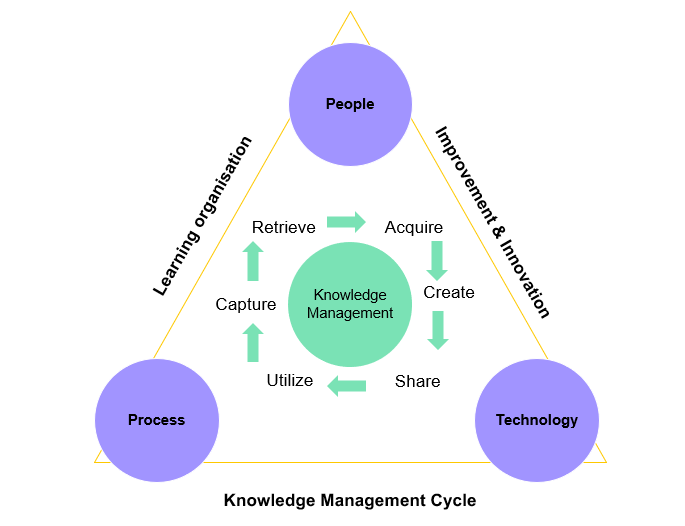 People
Learning organisation
Improvement & Innovation
Retrieve
Acquire
Capture
Knowledge
Management
Create
Utilize
Share
Process
Technology
Knowledge Management Cycle